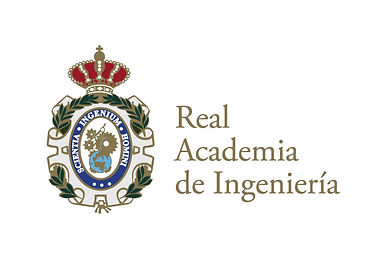 SCIENTIA · INGENIUM · HOMINI
Real
Academia
de Ingeniería